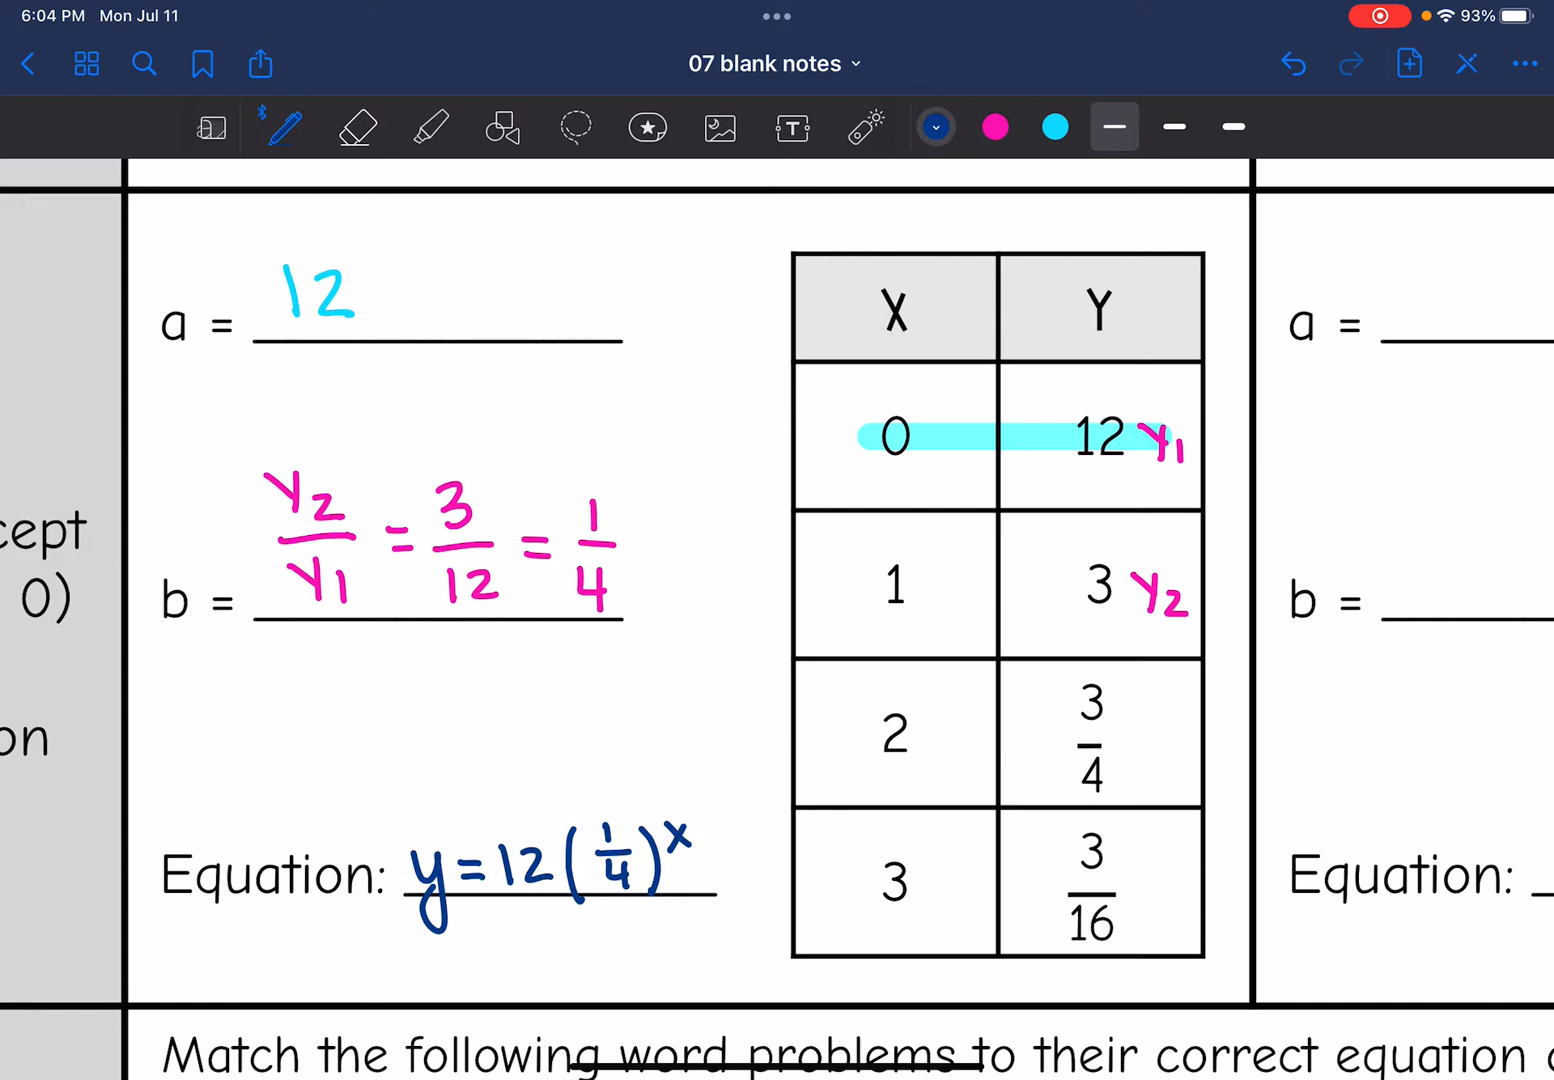 6:04 PM Mon Jul 11
93%
07 blank notes
T
a = 12
b = Y2/Y1 = 3/12 = 1/4
Equation: y = 12(1/4)^x
X Y
0 12 Y1
1 3 Y2
2 3/4
3 3/16
cept
0)
on
a =
b =
Equation:
Match the following word problems to their correct equation